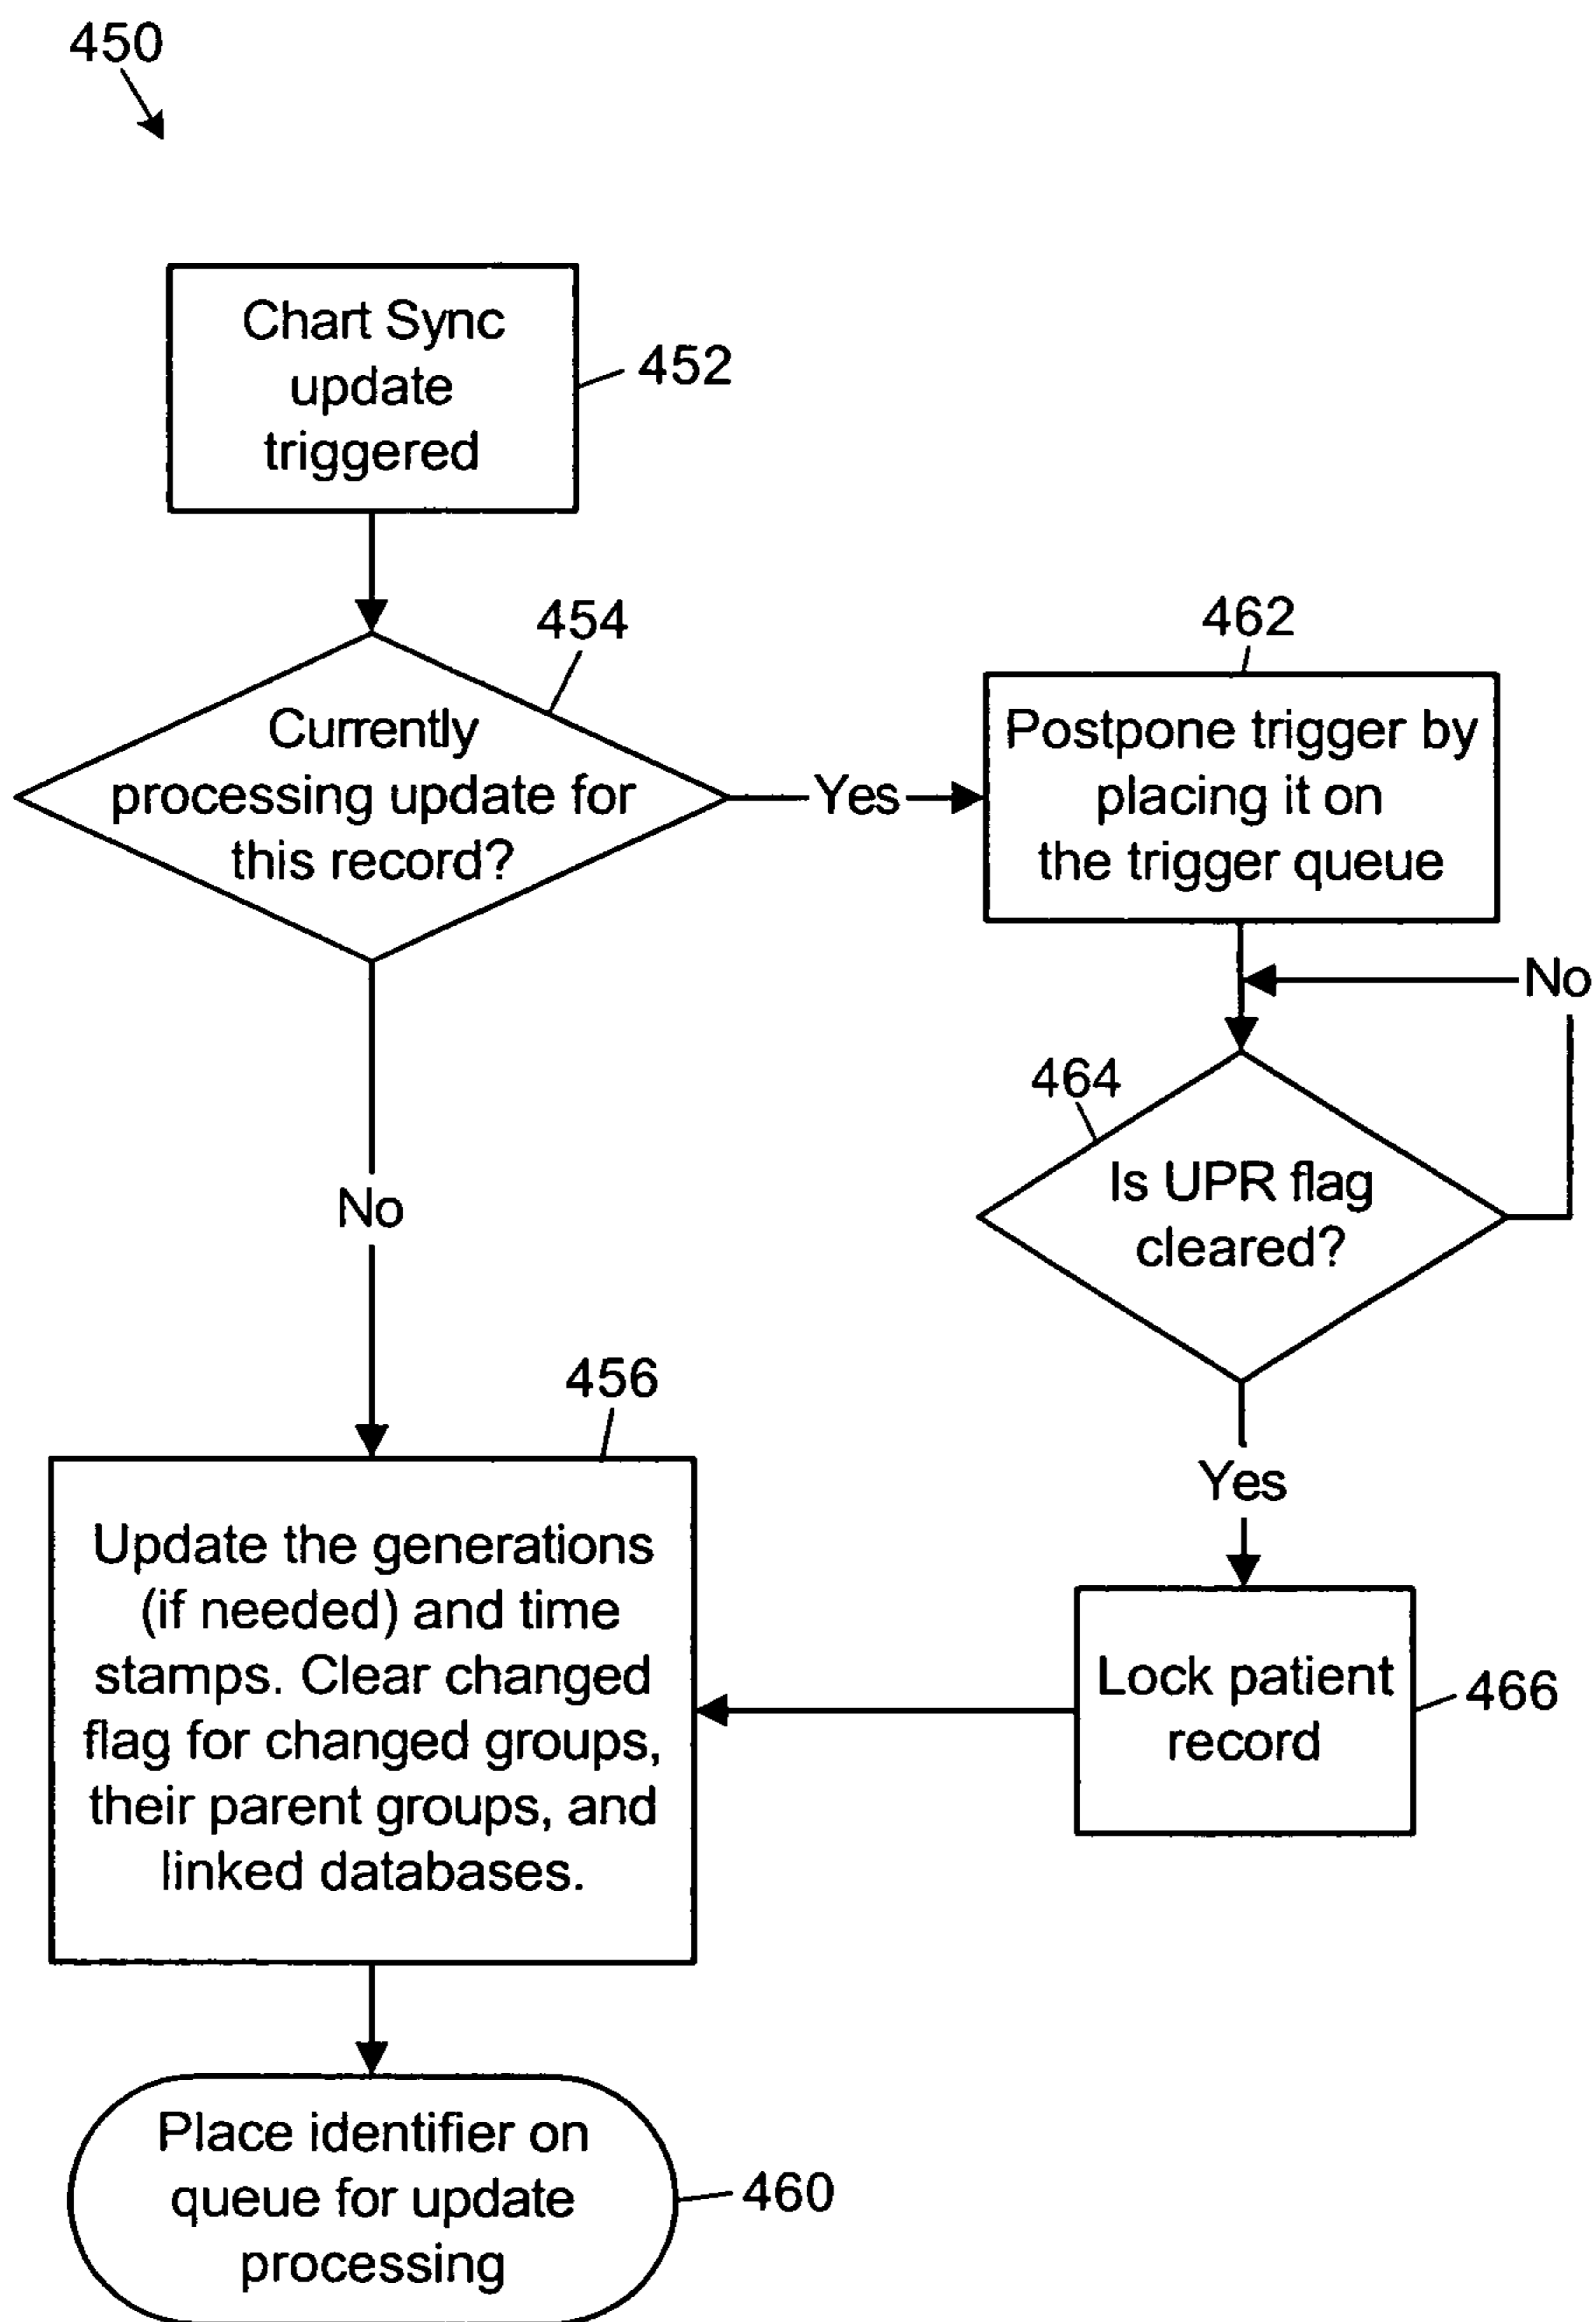 450
Chart Sync
update
triggered
452
454
Currently
processing update for
this record?
Yes
462
Postpone trigger by
placing it on
the trigger queue
No
464
Is UPR flag
cleared?
No
Yes
456
Update the generations
(if needed) and time
stamps. Clear changed
flag for changed groups,
their parent groups, and
linked databases.
Lock patient
record
466
Place identifier on
queue for update
processing
460